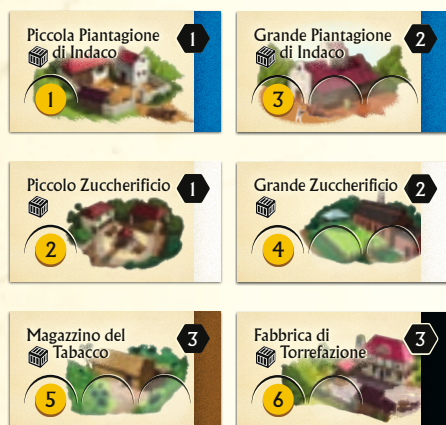 Piccola Piantagione
di Indaco
1
1
Grande Piantagione
di Indaco
2
3
Piccolo Zuccherificio
1
2
Grande Zuccherificio
2
4
Magazzino del
Tabacco
3
5
Fabbrica di
Torrefazione
3
6